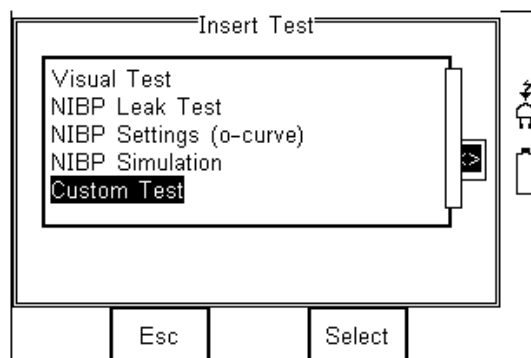 Insert Test
Visual Test
NIBP Leak Test
NIBP Settings (o-curve)
NIBP Simulation
Custom Test
<>
Esc
Select